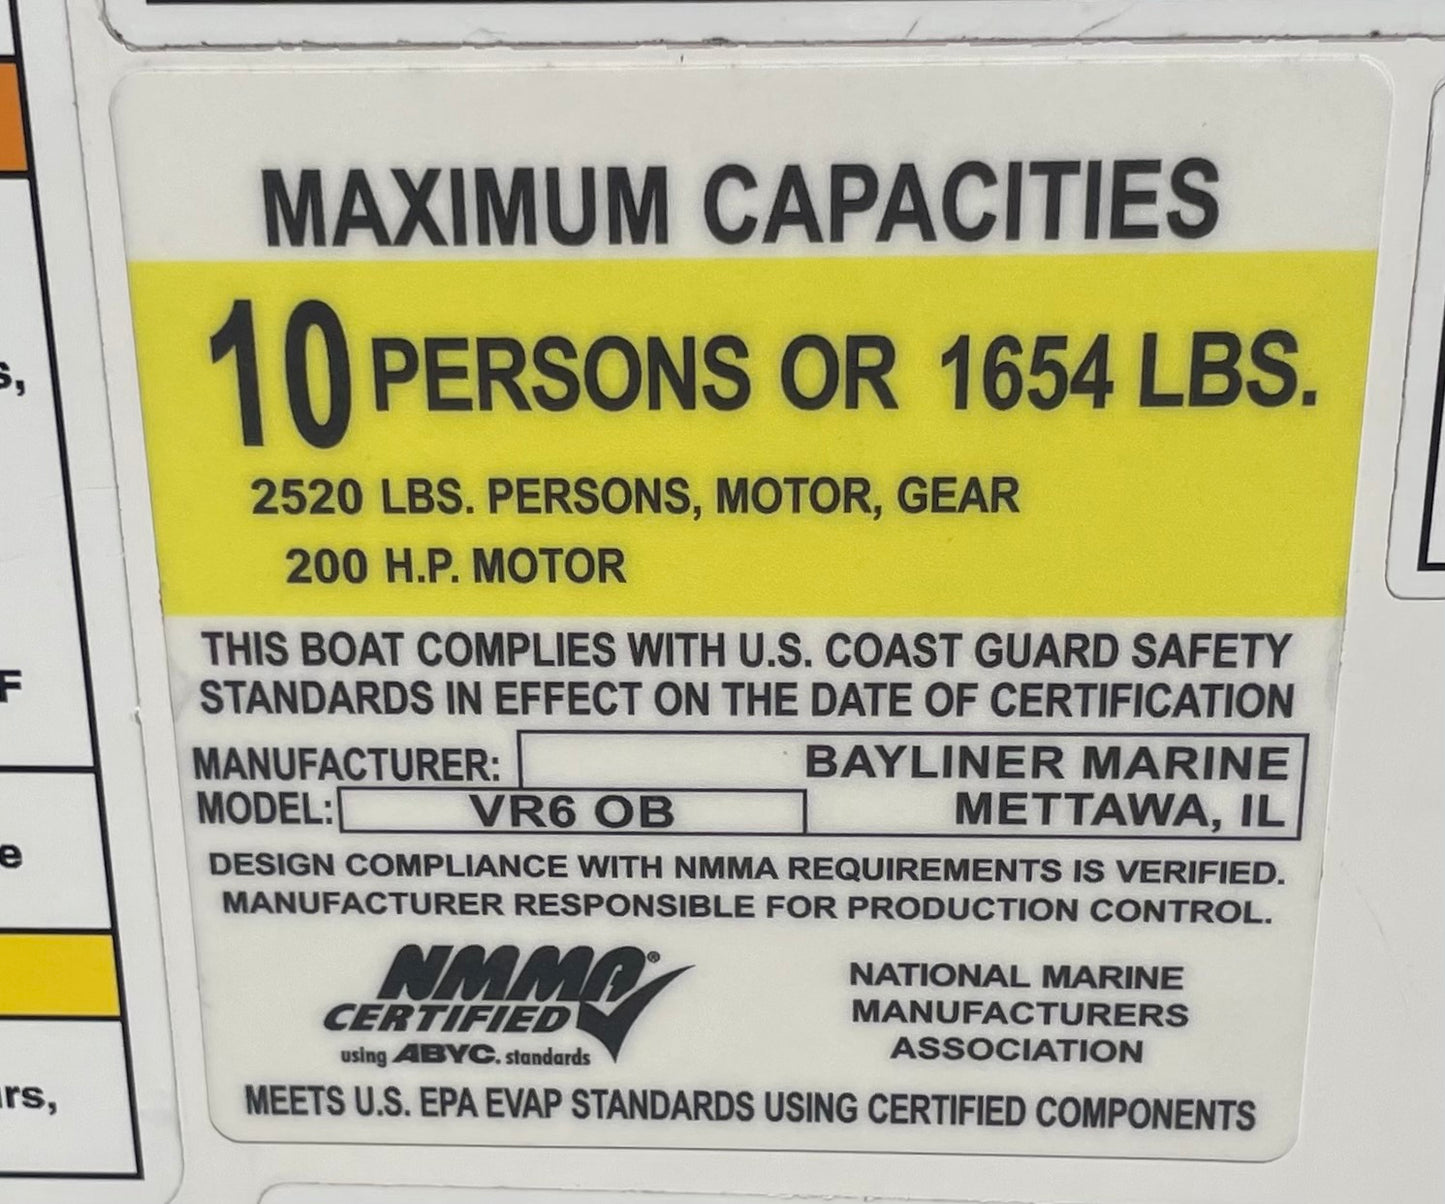 MAXIMUM CAPACITIES
10 PERSONS OR 1654 LBS.
2520 LBS. PERSONS, MOTOR, GEAR
200 H.P. MOTOR
THIS BOAT COMPLIES WITH U.S. COAST GUARD SAFETY
STANDARDS IN EFFECT ON THE DATE OF CERTIFICATION
MANUFACTURER: BAYLINER MARINE
MODEL: VR6 OB METTAWA, IL
DESIGN COMPLIANCE WITH NMMA REQUIREMENTS IS VERIFIED.
MANUFACTURER RESPONSIBLE FOR PRODUCTION CONTROL.
NMMA®
CERTIFIED
using ABYC. standards
NATIONAL MARINE
MANUFACTURERS
ASSOCIATION
MEETS U.S. EPA EVAP STANDARDS USING CERTIFIED COMPONENTS